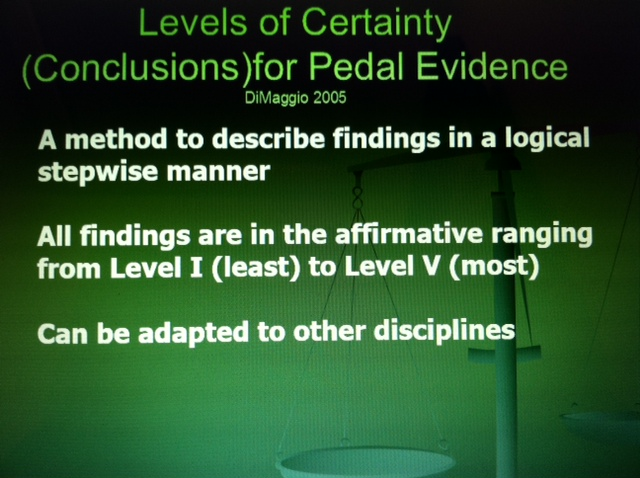 Levels of Certainty
(Conclusions)for Pedal Evidence
DiMaggio 2005
A method to describe findings in a logical
stepwise manner
All findings are in the affirmative ranging
from Level I (least) to Level V (most)
Can be adapted to other disciplines